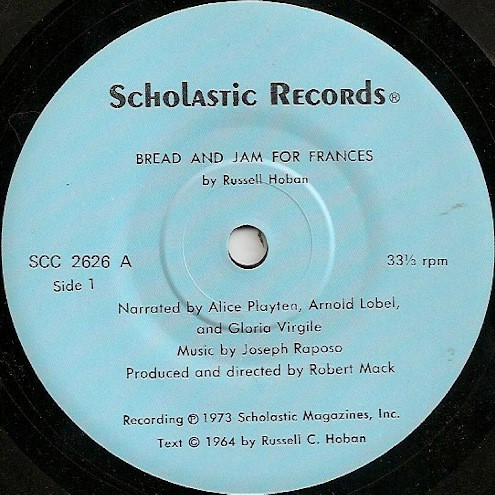 Scholastic Records®
BREAD AND JAM FOR FRANCES
by Russell Hoban
SCC 2626 A
33⅓ rpm
Side 1
Narrated by Alice Playten, Arnold Lobel,
and Gloria Virgile
Music by Joseph Raposo
Produced and directed by Robert Mack
Recording ℗ 1973 Scholastic Magazines, Inc.
Text © 1964 by Russell C. Hoban